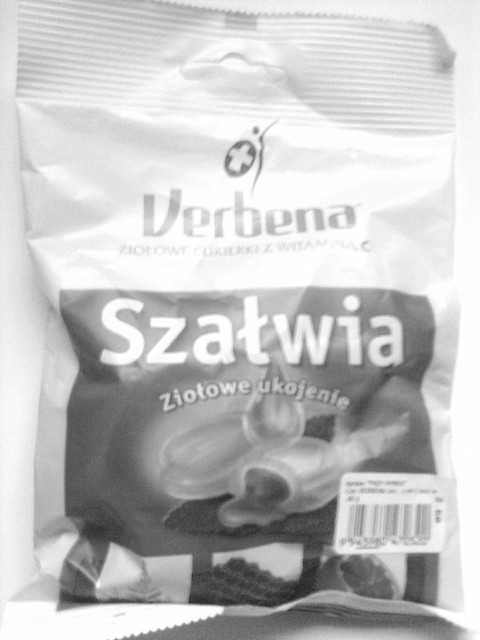 Verbena
ZIOŁOWE CUKIERKI Z WITAMINĄ C
Szałwia
Ziołowe ukojenie